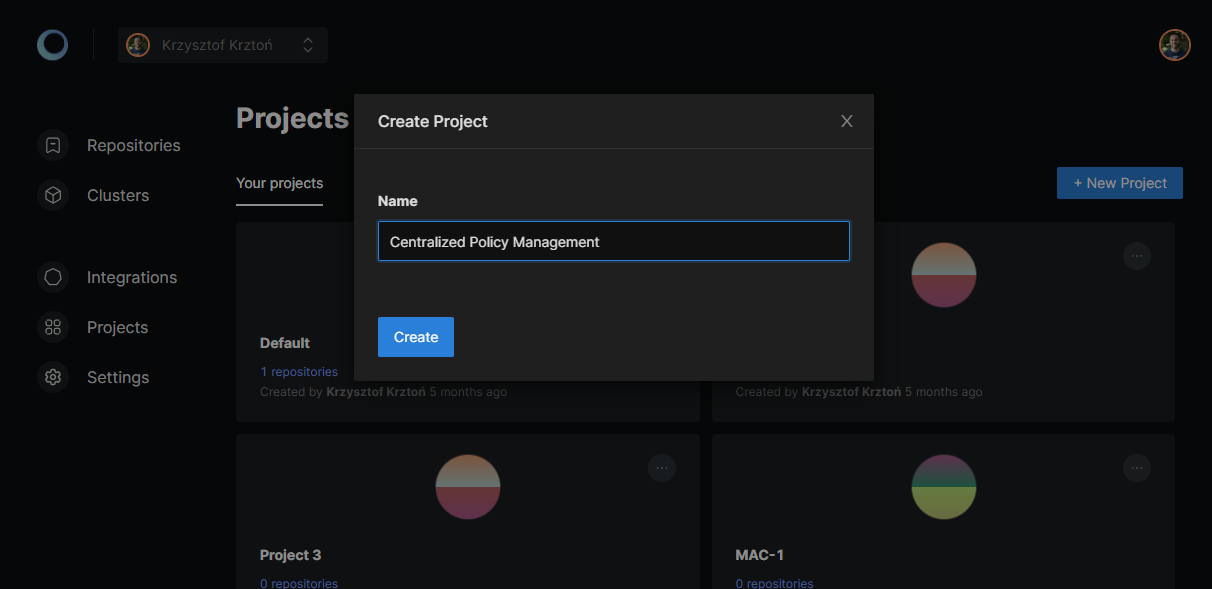 Krzysztof Krztoń
Repositories
Clusters
Integrations
Projects
Settings
Projects
Your projects
+ New Project
Create Project
Name
Centralized Policy Management
Create
Default
1 repositories
Created by Krzysztof Krztoń 5 months ago
Created by Krzysztof Krztoń 5 months ago
Project 3
0 repositories
MAC-1
0 repositories